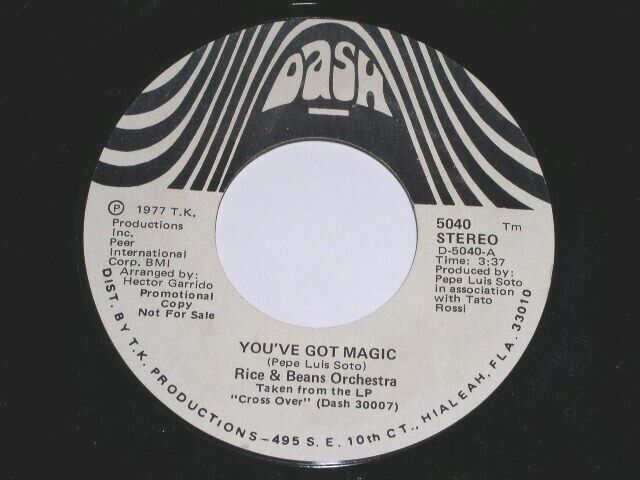 Dash
℗ 1977 T.K.
Productions
Inc.
Peer
International
Corp. BMI
Arranged by:
Hector Garrido
Promotional
Copy
Not For Sale
5040 Tm
STEREO
D-5040-A
Time: 3:37
Produced by:
Pepe Luis Soto
in association
with Tato
Rossi
YOU'VE GOT MAGIC
(Pepe Luis Soto)
Rice & Beans Orchestra
Taken from the LP
"Cross Over" (Dash 30007)
DIST. BY T.K. PRODUCTIONS—495 S. E. 10th CT., HIALEAH, FLA. 33010